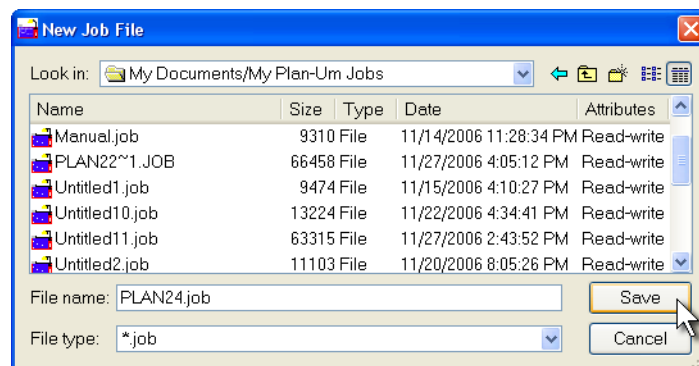 New Job File
Look in: My Documents/My Plan-Um Jobs
Name Size Type Date Attributes
Manual.job 9310 File 11/14/2006 11:28:34 PM Read-write
PLAN22~1.JOB 66458 File 11/27/2006 4:05:12 PM Read-write
Untitled1.job 9474 File 11/15/2006 4:10:27 PM Read-write
Untitled10.job 13224 File 11/22/2006 4:34:41 PM Read-write
Untitled11.job 63315 File 11/27/2006 2:43:52 PM Read-write
Untitled2.job 11103 File 11/20/2006 8:05:26 PM Read-write
File name: PLAN24.job Save
File type: *.job Cancel